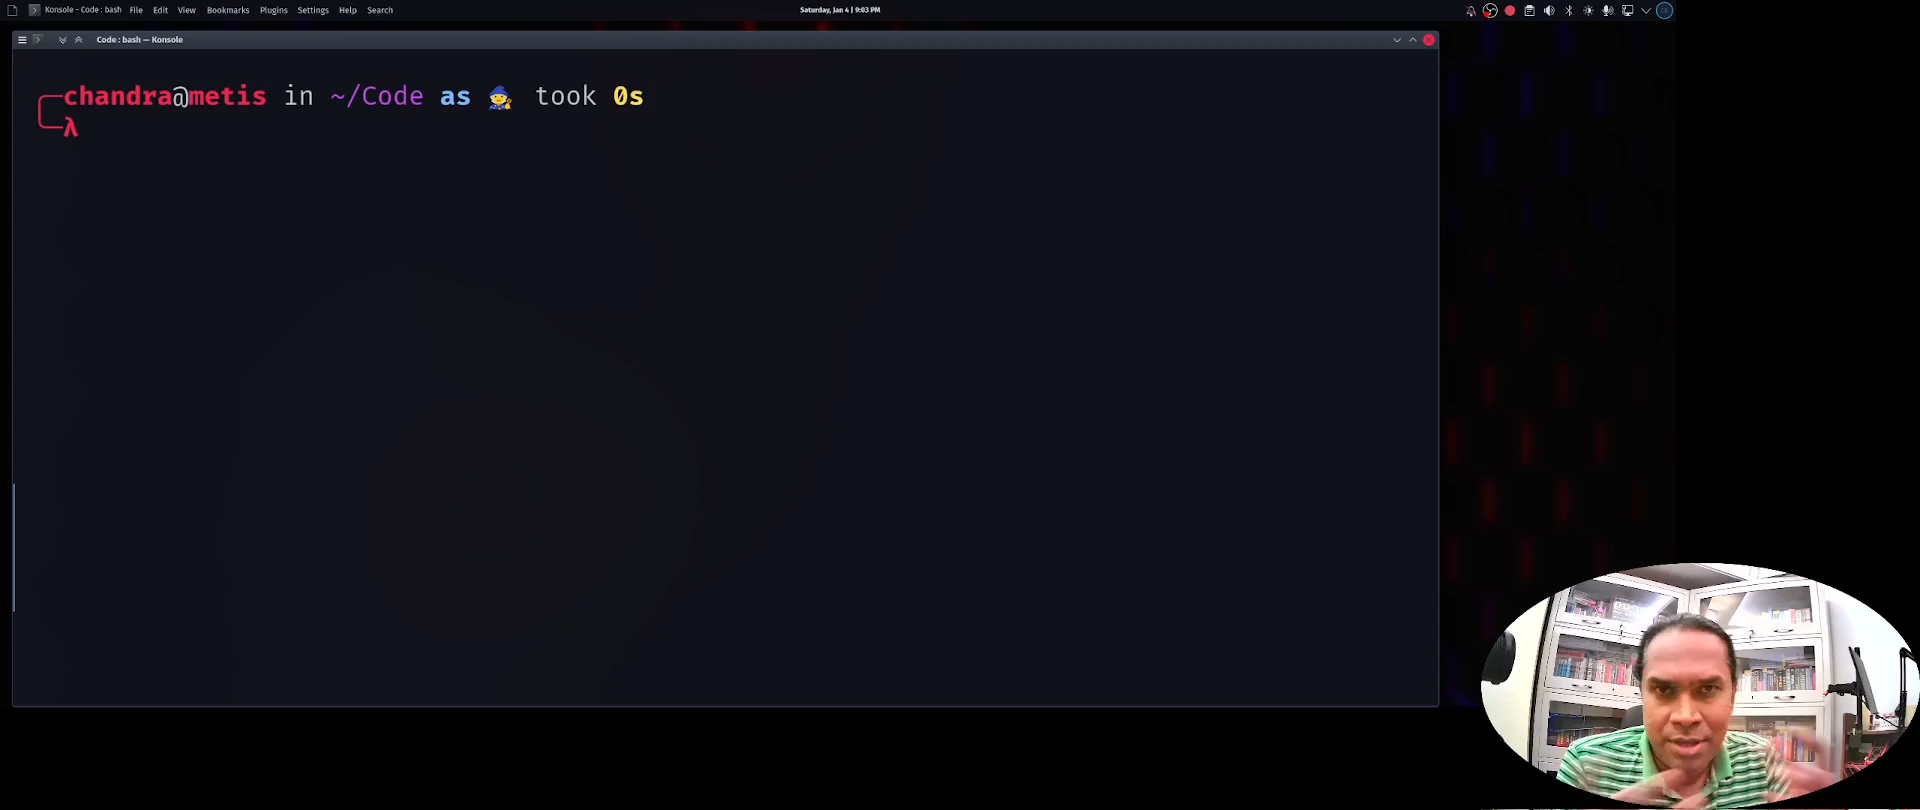 Konsole - Code : bash File Edit View Bookmarks Plugins Settings Help Search
Saturday, Jan 4 | 9:03 PM
Code : bash — Konsole
chandra@metis in ~/Code as 🧙 took 0s
λ